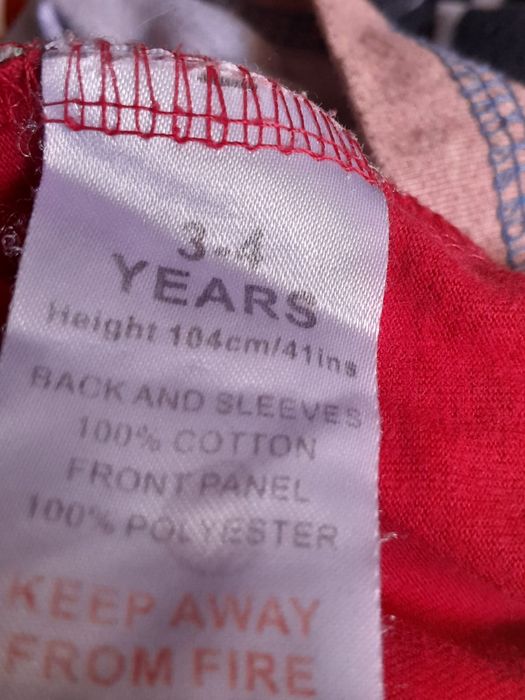 3-4
YEARS
Height 104cm/41ins
BACK AND SLEEVES
100% COTTON
FRONT PANEL
100% POLYESTER
KEEP AWAY
FROM FIRE